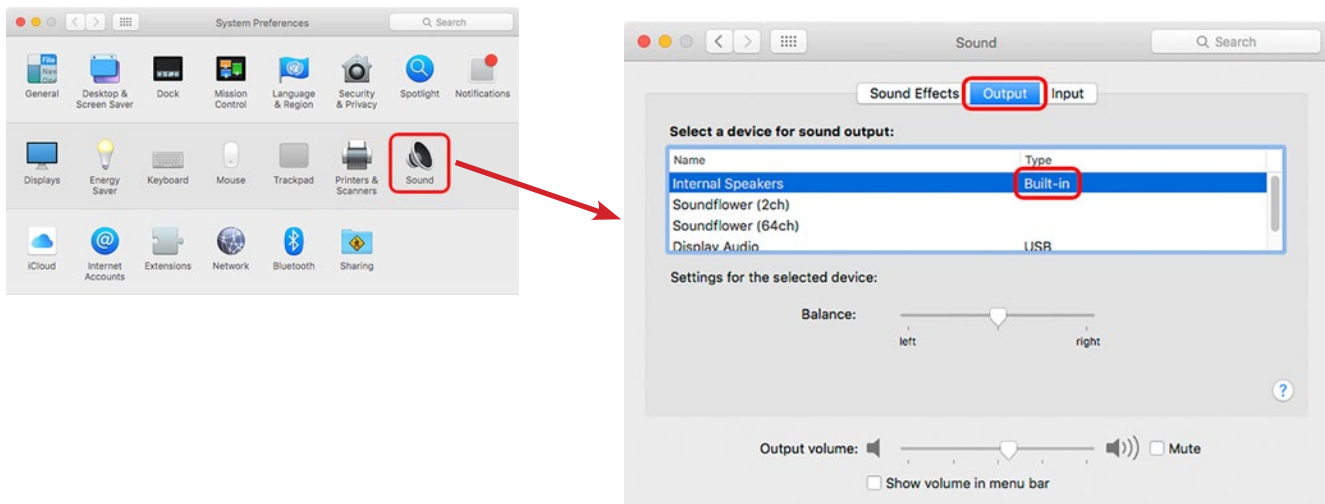 System Preferences
Search
File
New
Ope
General
Desktop &
Screen Saver
Dock
Mission
Control
Language
& Region
Security
& Privacy
Spotlight
Notifications
Displays
Energy
Saver
Keyboard
Mouse
Trackpad
Printers &
Scanners
Sound
iCloud
@
Internet
Accounts
Extensions
Network
Bluetooth
Sharing
Sound
Search
Sound Effects Output Input
Select a device for sound output:
Name Type
Internal Speakers Built-in
Soundflower (2ch)
Soundflower (64ch)
Display Audio USB
Settings for the selected device:
Balance:
left right
?
Output volume: Mute
Show volume in menu bar